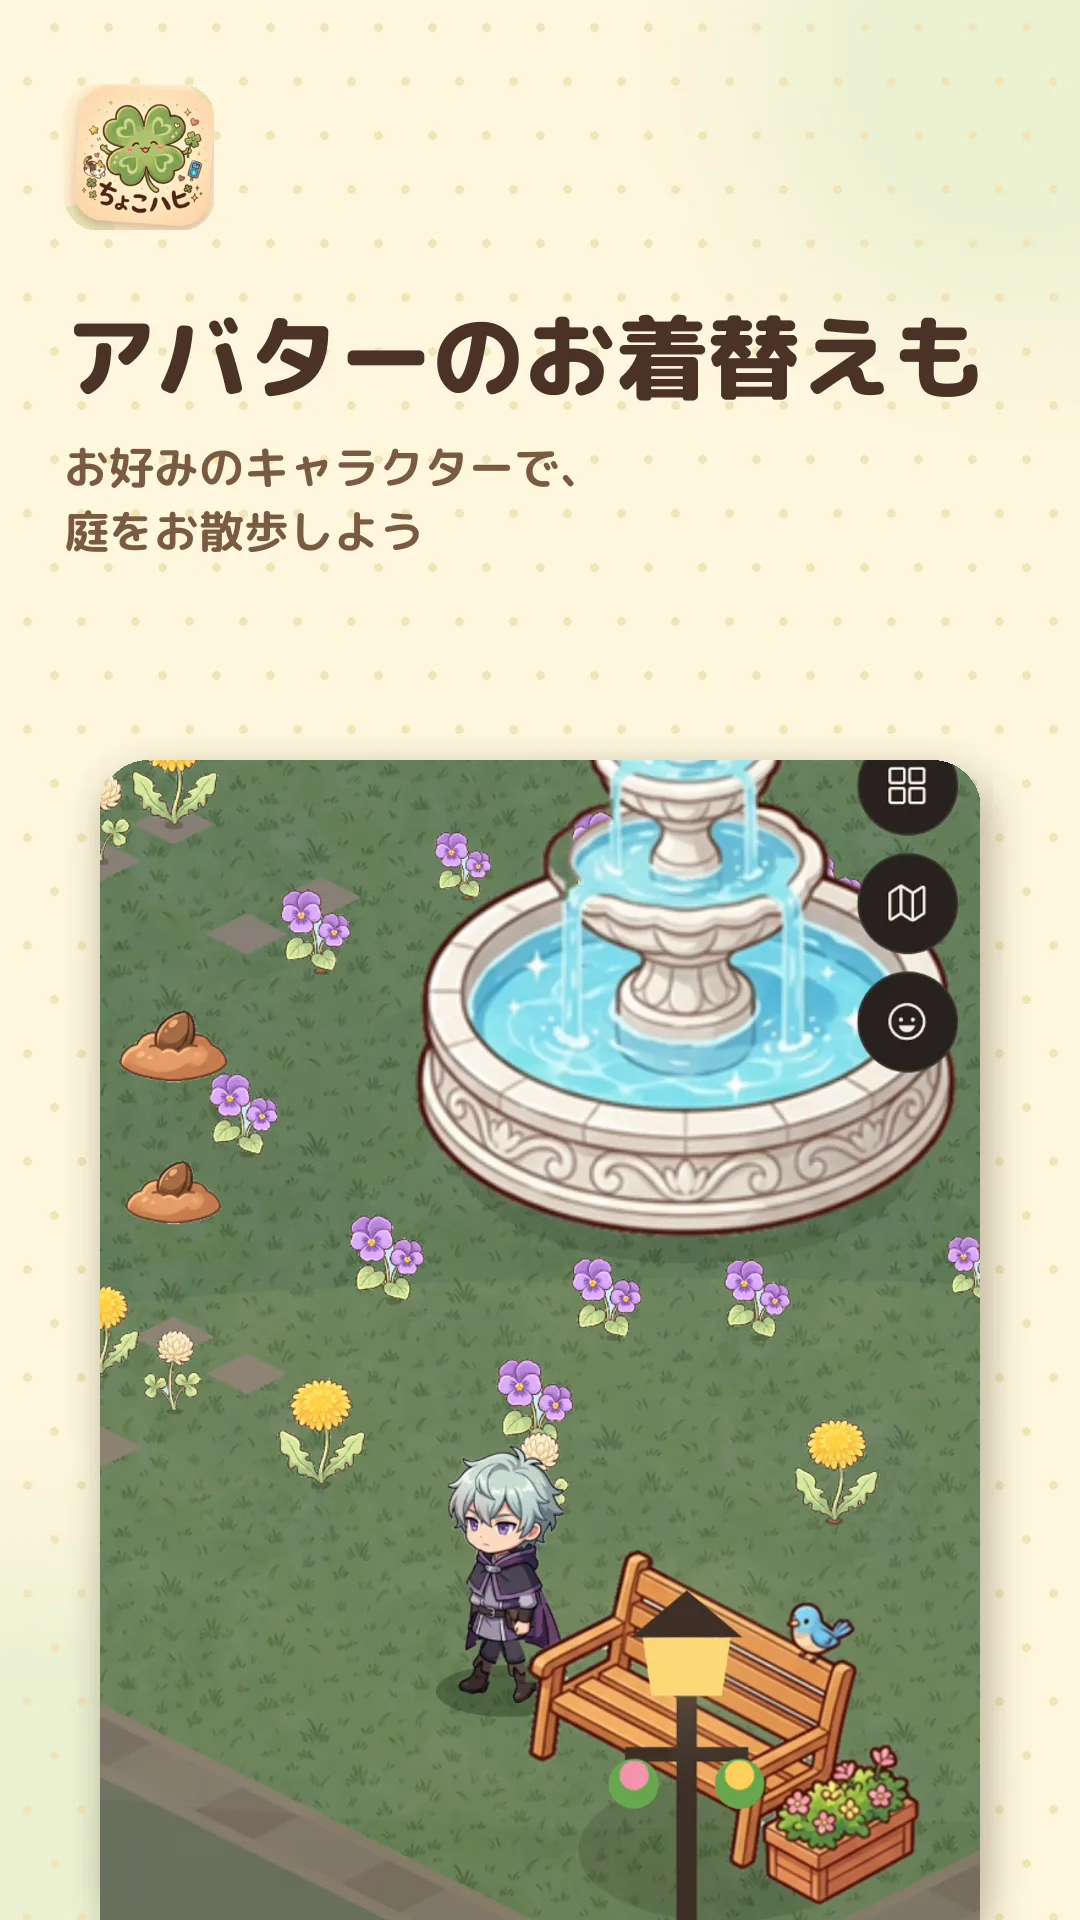 ちょこハピ
アバターのお着替えも
お好みのキャラクターで、
庭をお散歩しよう